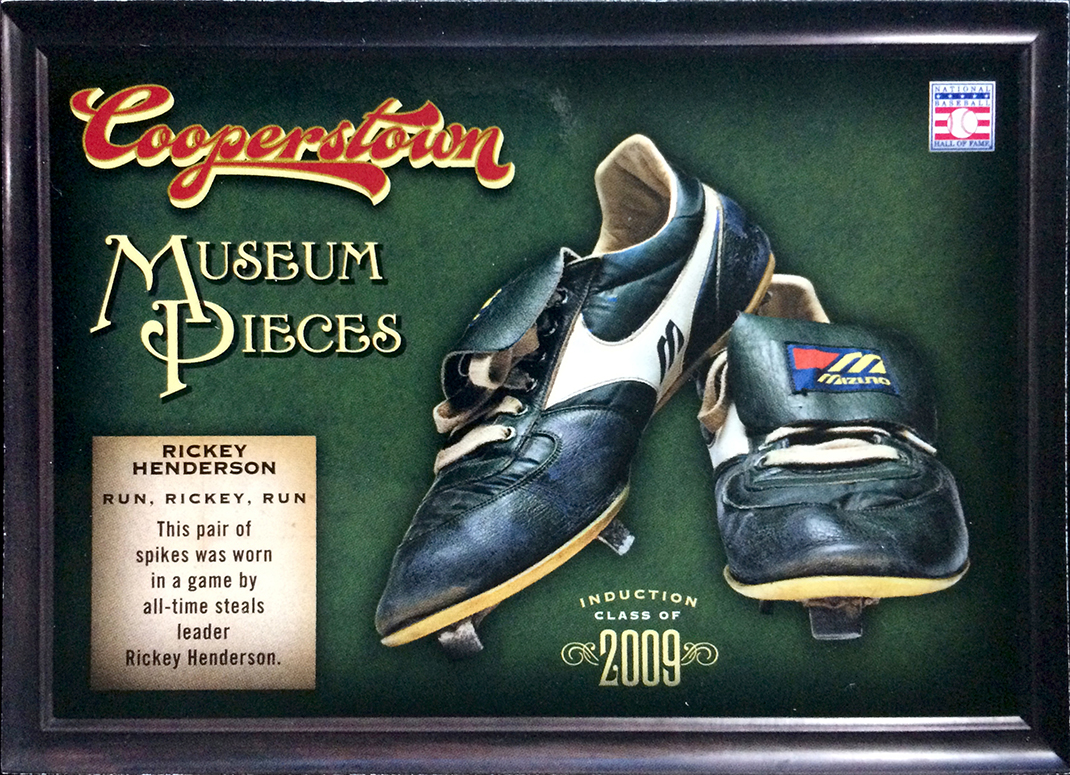 Cooperstown
MUSEUM
PIECES
NATIONAL
BASEBALL
HALL OF FAME
MIZUNO
RICKEY
HENDERSON
RUN, RICKEY, RUN
This pair of
spikes was worn
in a game by
all-time steals
leader
Rickey Henderson.
INDUCTION
CLASS OF
2009